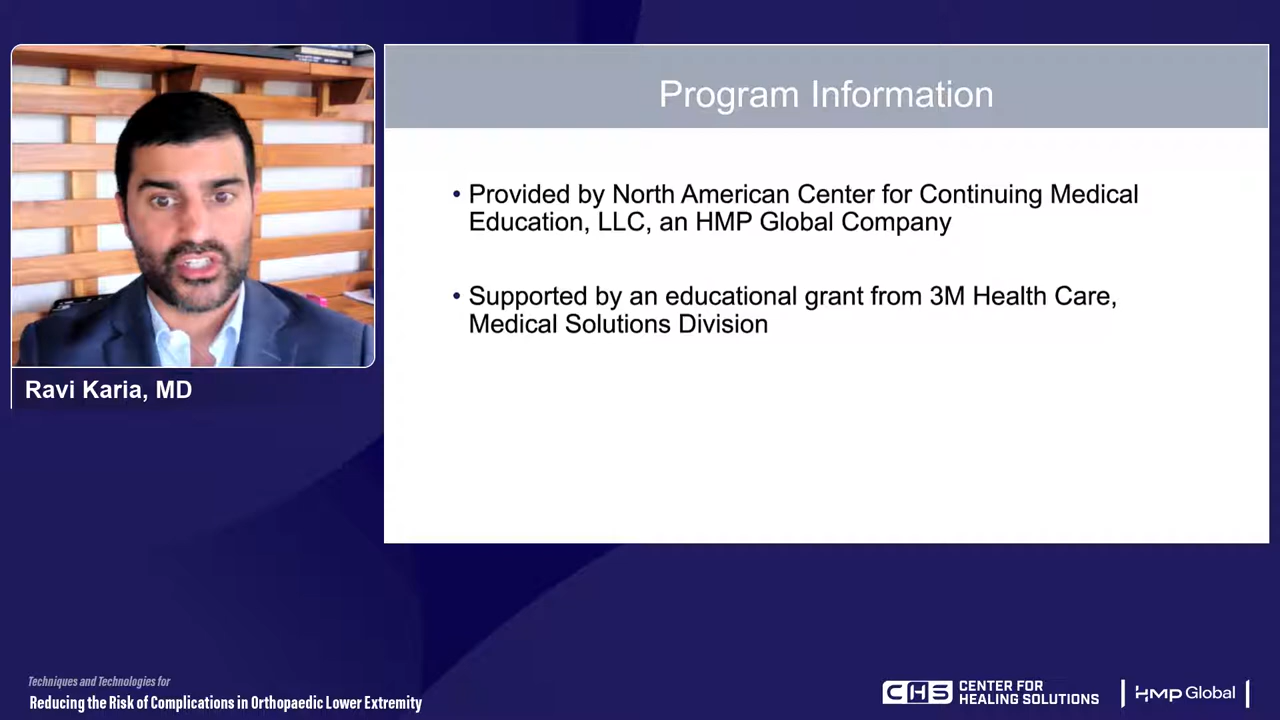 Program Information
• Provided by North American Center for Continuing Medical
Education, LLC, an HMP Global Company
• Supported by an educational grant from 3M Health Care,
Medical Solutions Division
Ravi Karia, MD
Techniques and Technologies for
Reducing the Risk of Complications in Orthopaedic Lower Extremity
CHS CENTER FOR
HEALING SOLUTIONS
HMP Global